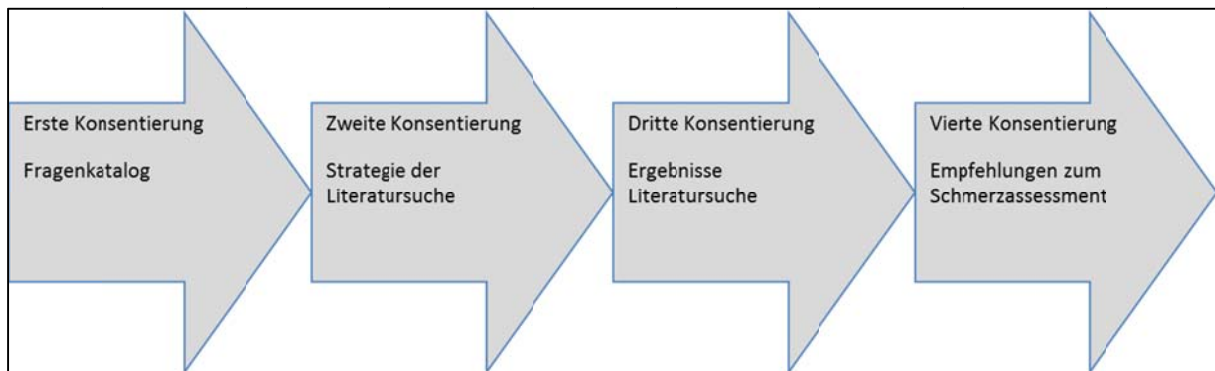 Erste Konsentierung
Fragenkatalog
Zweite Konsentierung
Strategie der
Literatursuche
Dritte Konsentierung
Ergebnisse
Literatursuche
Vierte Konsentierung
Empfehlungen zum
Schmerzassessment